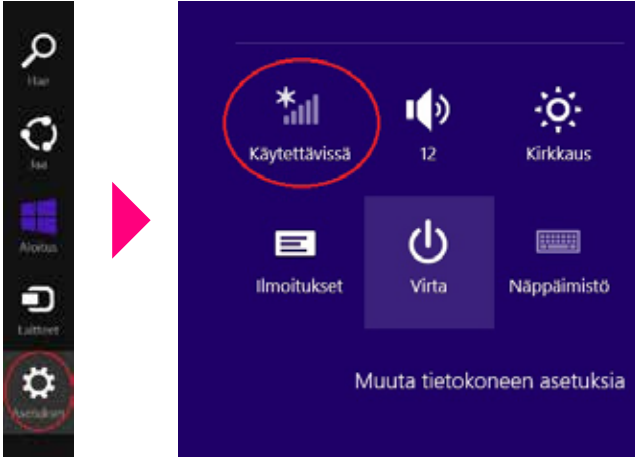 Hae
Jaa
Aloitus
Laitteet
Asetukset
Käytettävissä
12
Kirkkaus
Ilmoitukset
Virta
Näppäimistö
Muuta tietokoneen asetuksia